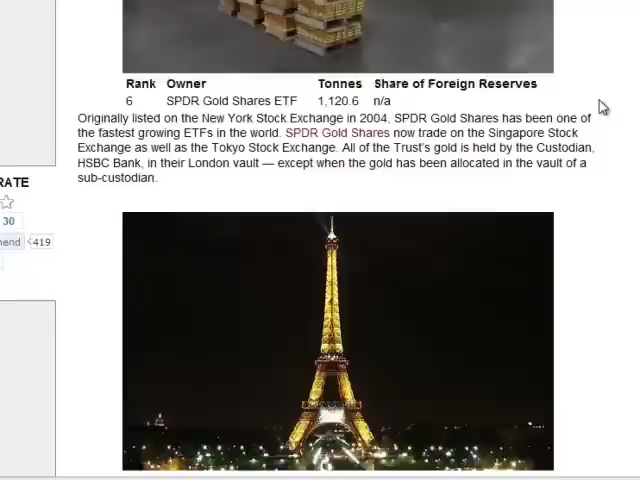 Rank Owner Tonnes Share of Foreign Reserves
6 SPDR Gold Shares ETF 1,120.6 n/a
Originally listed on the New York Stock Exchange in 2004, SPDR Gold Shares has been one of
the fastest growing ETFs in the world. SPDR Gold Shares now trade on the Singapore Stock
Exchange as well as the Tokyo Stock Exchange. All of the Trust's gold is held by the Custodian,
HSBC Bank, in their London vault — except when the gold has been allocated in the vault of a
sub-custodian.
RATE
30
mend 419